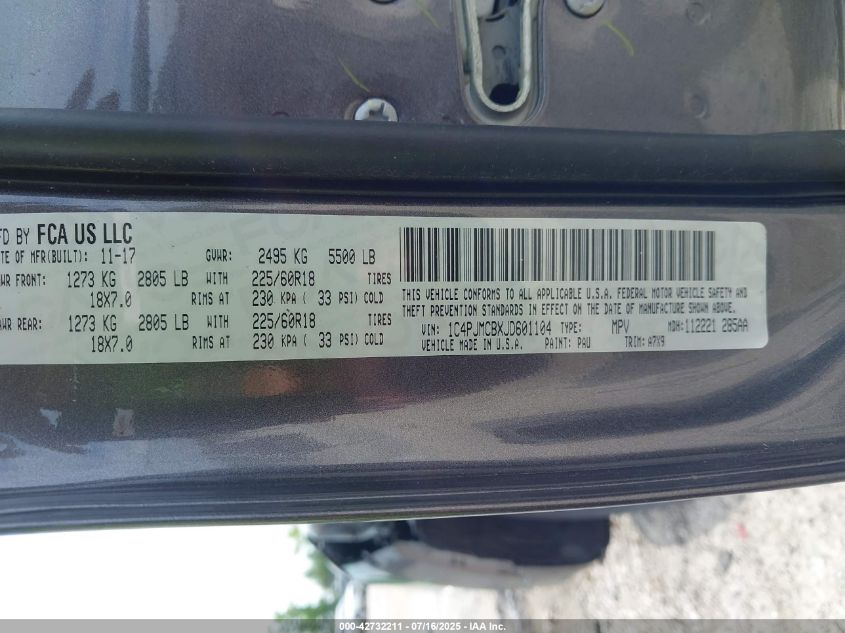 FD BY FCA US LLC
ATE OF MFR(BUILT): 11-17 GVWR: 2495 KG 5500 LB
WR FRONT: 1273 KG 2805 LB WITH 225/60R18 TIRES
18X7.0 RIMS AT 230 KPA ( 33 PSI) COLD
WR REAR: 1273 KG 2805 LB WITH 225/60R18 TIRES
18X7.0 RIMS AT 230 KPA ( 33 PSI) COLD
THIS VEHICLE CONFORMS TO ALL APPLICABLE U.S.A. FEDERAL MOTOR VEHICLE SAFETY AND
THEFT PREVENTION STANDARDS IN EFFECT ON THE DATE OF MANUFACTURE SHOWN ABOVE.
VIN: 1C4PJMCBXJD601104 TYPE: MPV MDH: 112221 285AA
VEHICLE MADE IN U.S.A. PAINT: PAU TRIM: A7X9
000-42732211 - 07/16/2025 - IAA Inc.